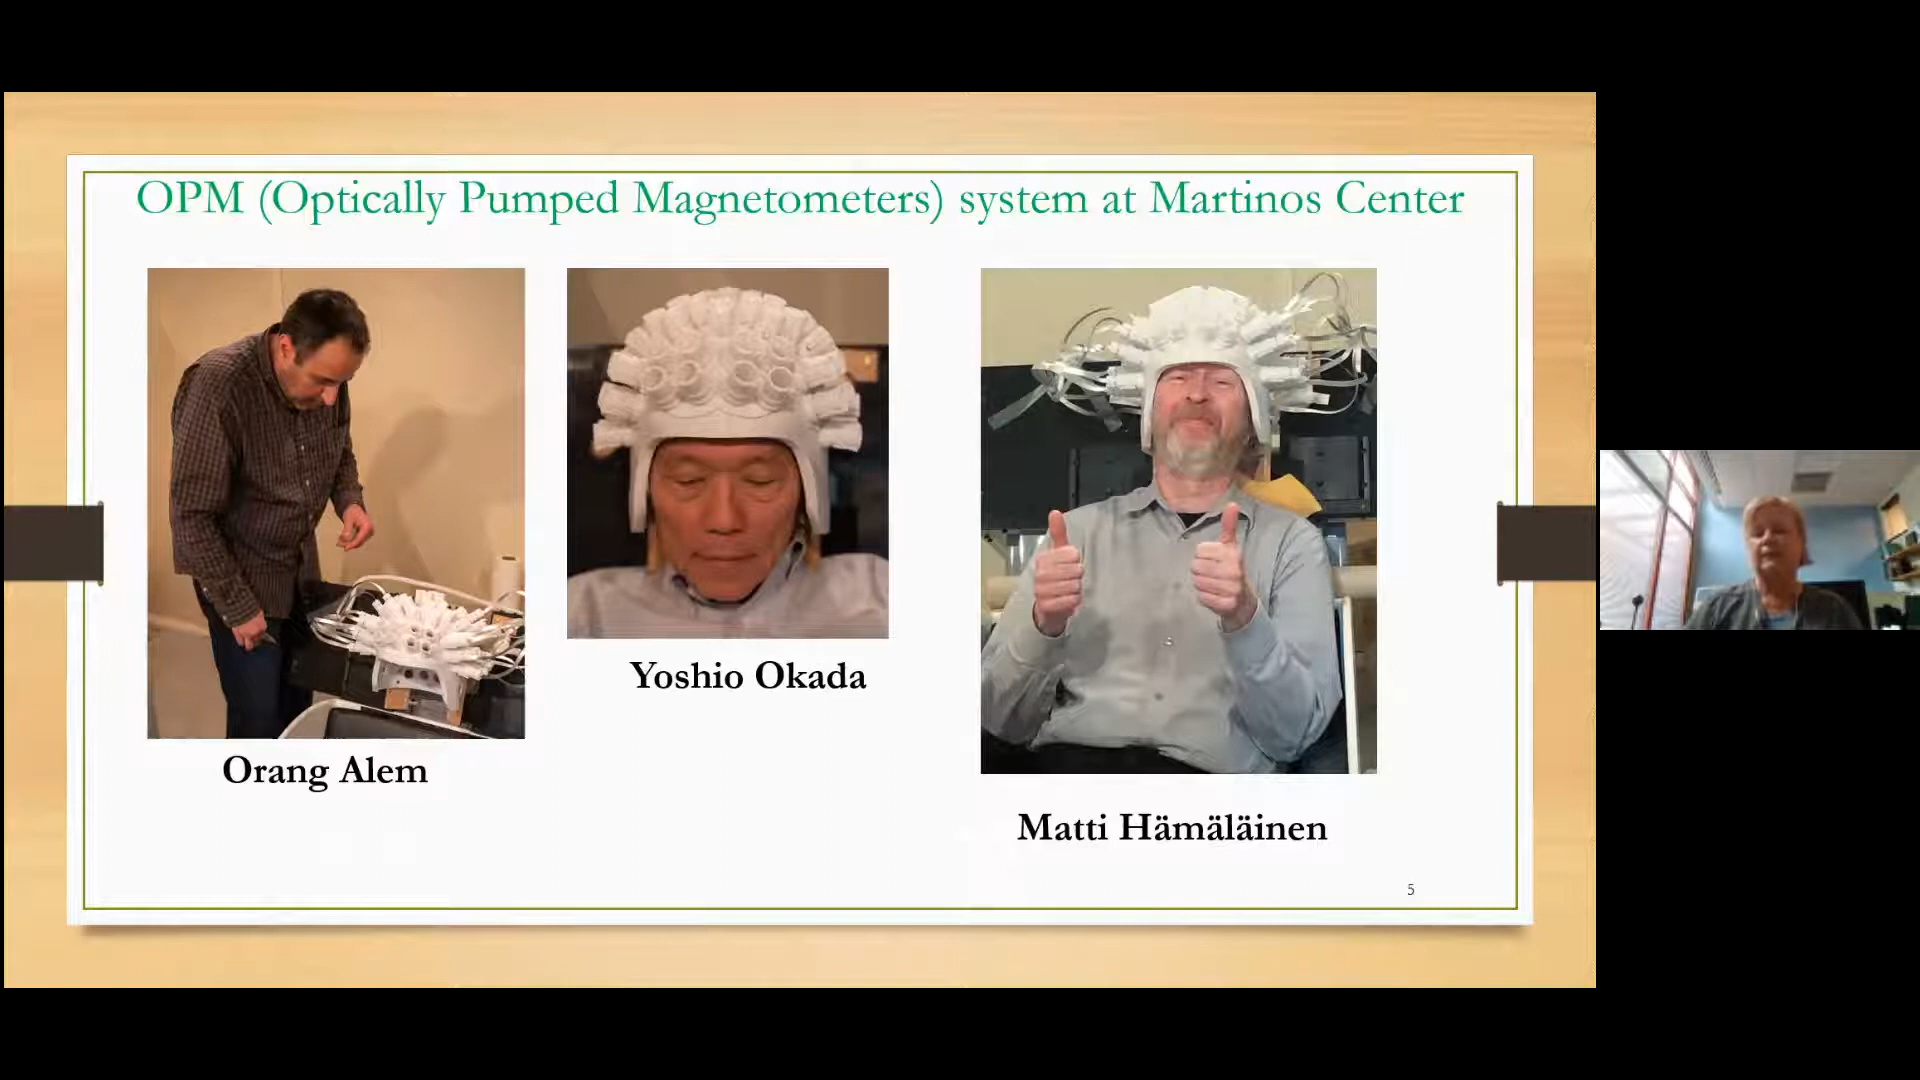 OPM (Optically Pumped Magnetometers) system at Martinos Center
Yoshio Okada
Orang Alem
Matti Hämäläinen
5